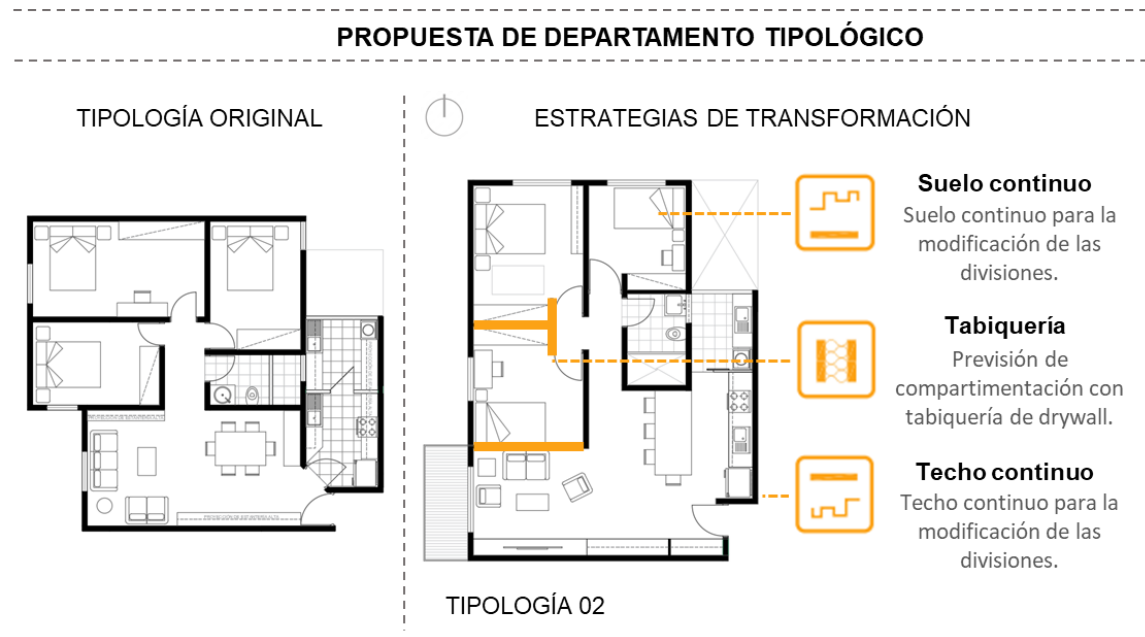 PROPUESTA DE DEPARTAMENTO TIPOLÓGICO
TIPOLOGÍA ORIGINAL
ESTRATEGIAS DE TRANSFORMACIÓN
Suelo continuo
Suelo continuo para la
modificación de las
divisiones.
Tabiquería
Previsión de
compartimentación con
tabiquería de drywall.
Techo continuo
Techo continuo para la
modificación de las
divisiones.
TIPOLOGÍA 02